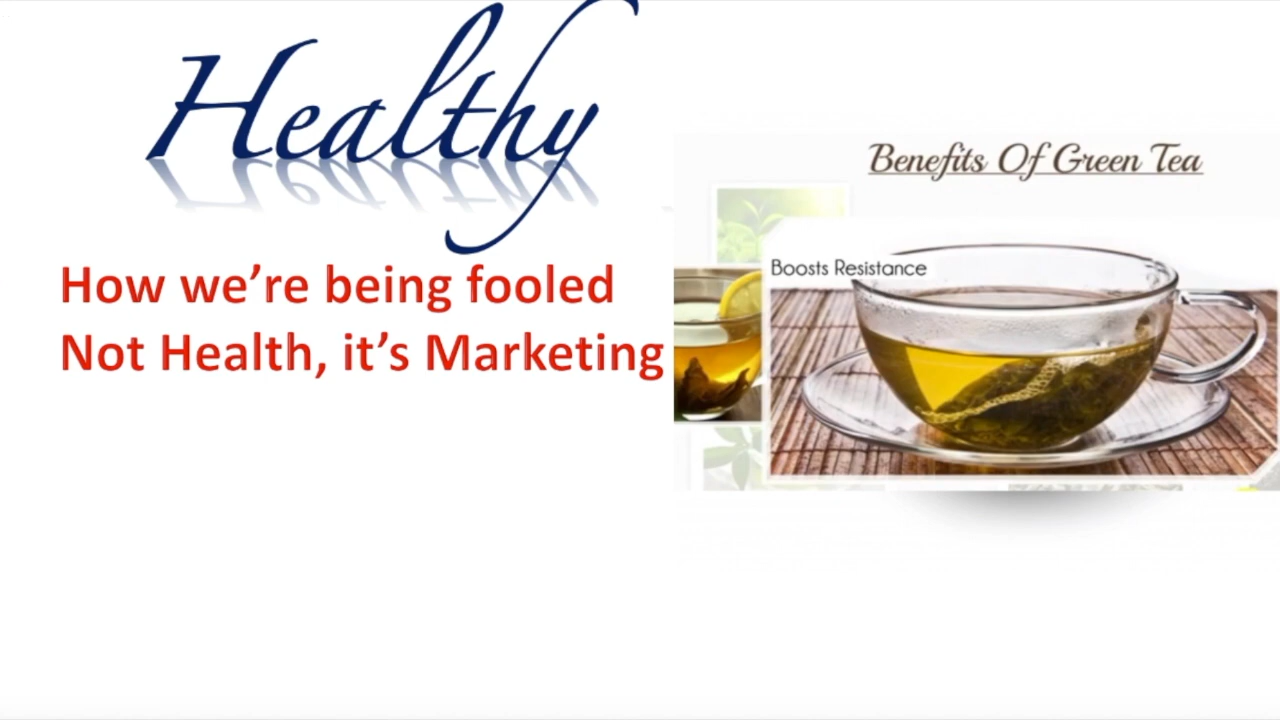 Healthy
How we’re being fooled
Not Health, it’s Marketing
Benefits Of Green Tea
Boosts Resistance